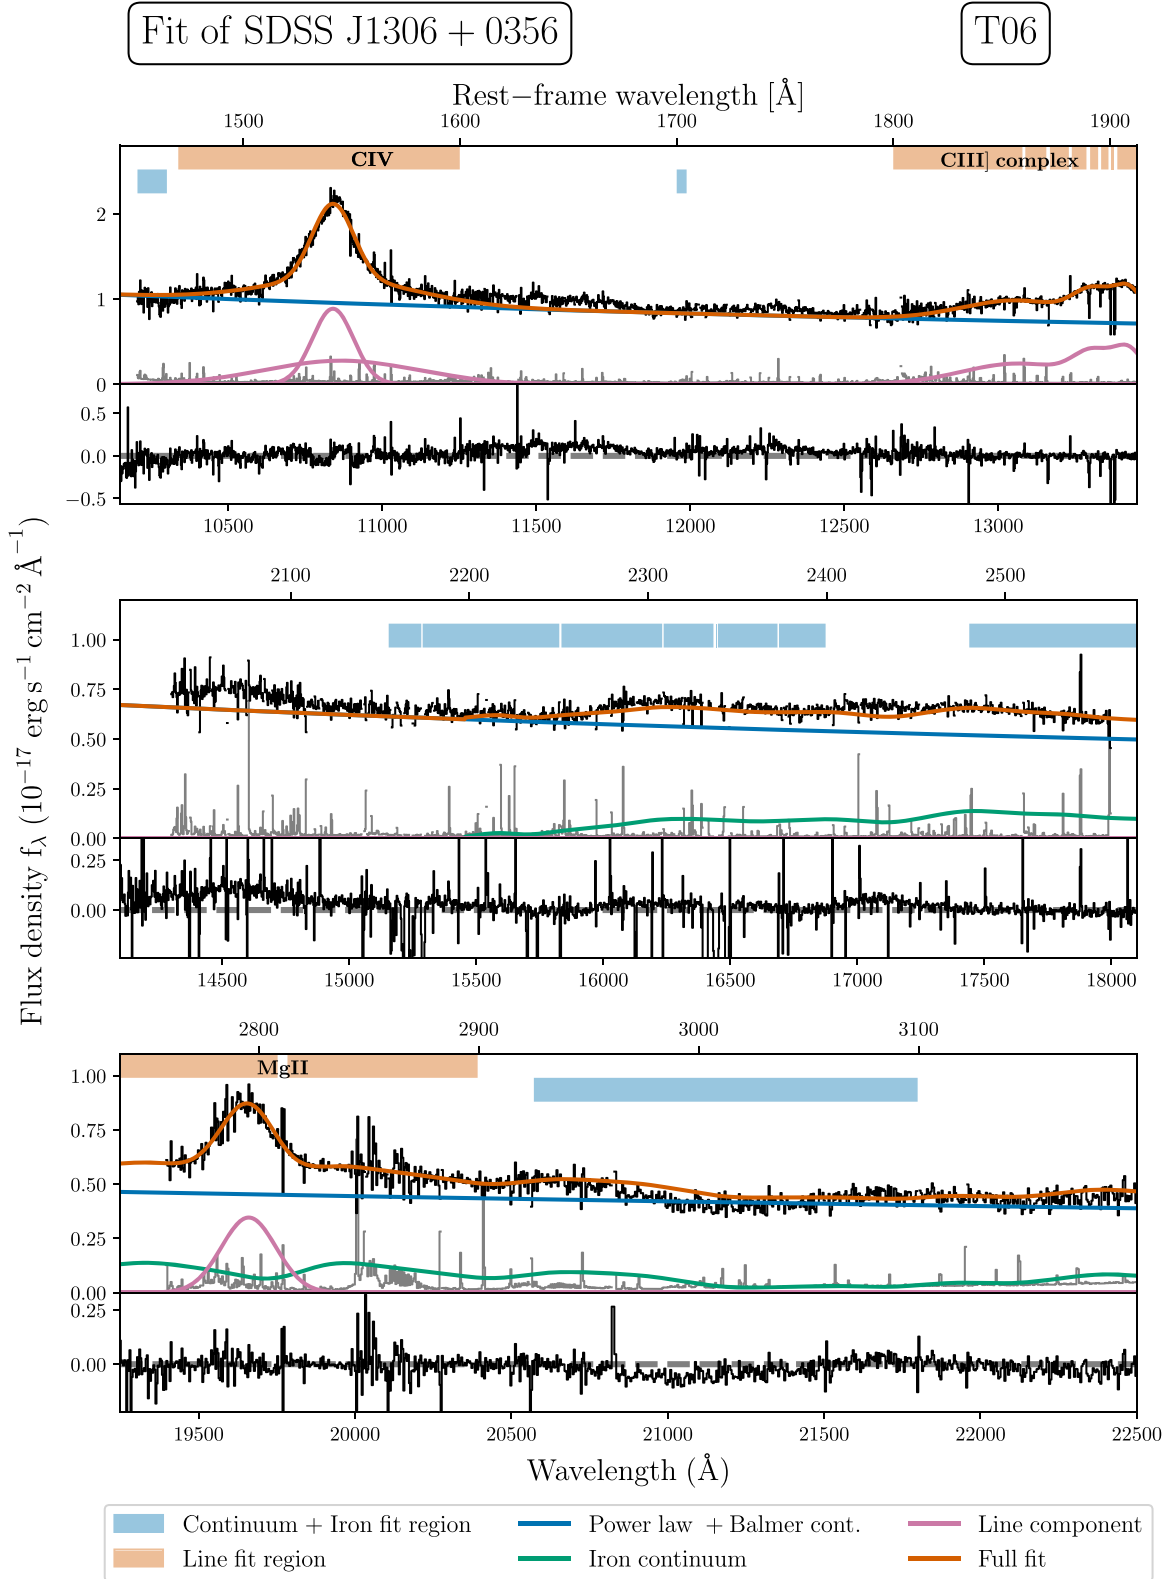 Fit of SDSS J1306 + 0356
T06
Rest−frame wavelength [Å]
1500 1600 1700 1800 1900
CIV
CIII] complex
2
1
0
0.5
0.0
−0.5
10500 11000 11500 12000 12500 13000
2100 2200 2300 2400 2500
1.00
0.75
0.50
0.25
0.00
0.25
0.00
14500 15000 15500 16000 16500 17000 17500 18000
Flux density f_λ (10⁻¹⁷ erg s⁻¹ cm⁻² Å⁻¹)
2800 2900 3000 3100
MgII
1.00
0.75
0.50
0.25
0.00
0.25
0.00
19500 20000 20500 21000 21500 22000 22500
Wavelength (Å)
Continuum + Iron fit region
Power law + Balmer cont.
Line component
Line fit region
Iron continuum
Full fit